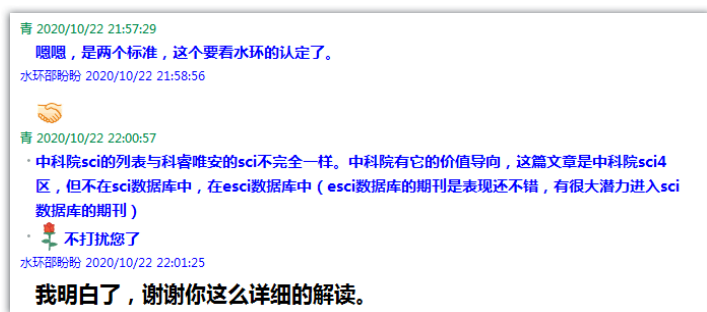 青 2020/10/22 21:57:29
嗯嗯，是两个标准，这个要看水环的认定了。
水环邵盼盼 2020/10/22 21:58:56
青 2020/10/22 22:00:57
中科院sci的列表与科睿唯安的sci不完全一样。中科院有它的价值导向，这篇文章是中科院sci4
区，但不在sci数据库中，在esci数据库中（esci数据库的期刊是表现还不错，有很大潜力进入sci
数据库的期刊）
不打扰您了
水环邵盼盼 2020/10/22 22:01:25
我明白了，谢谢你这么详细的解读。